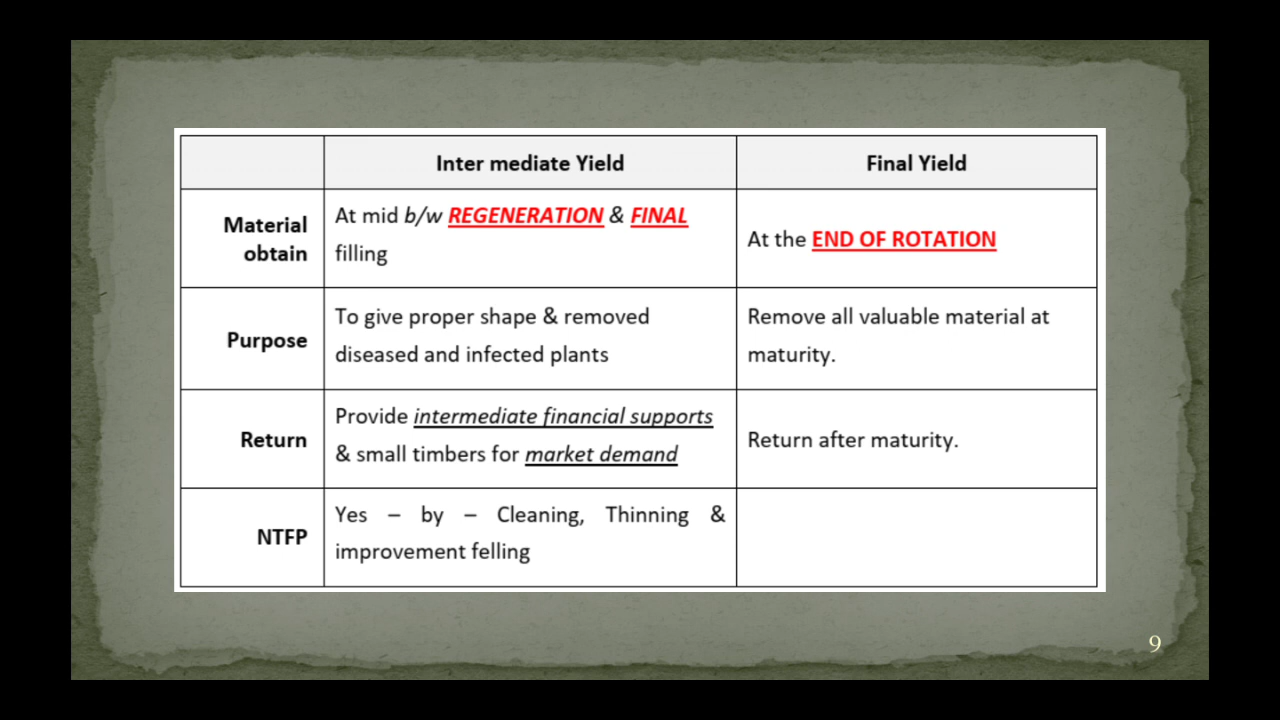 Inter mediate Yield
Final Yield
Material
obtain
At mid b/w REGENERATION & FINAL
filling
At the END OF ROTATION
Purpose
To give proper shape & removed
diseased and infected plants
Remove all valuable material at
maturity.
Return
Provide intermediate financial supports
& small timbers for market demand
Return after maturity.
NTFP
Yes – by – Cleaning, Thinning &
improvement felling
9